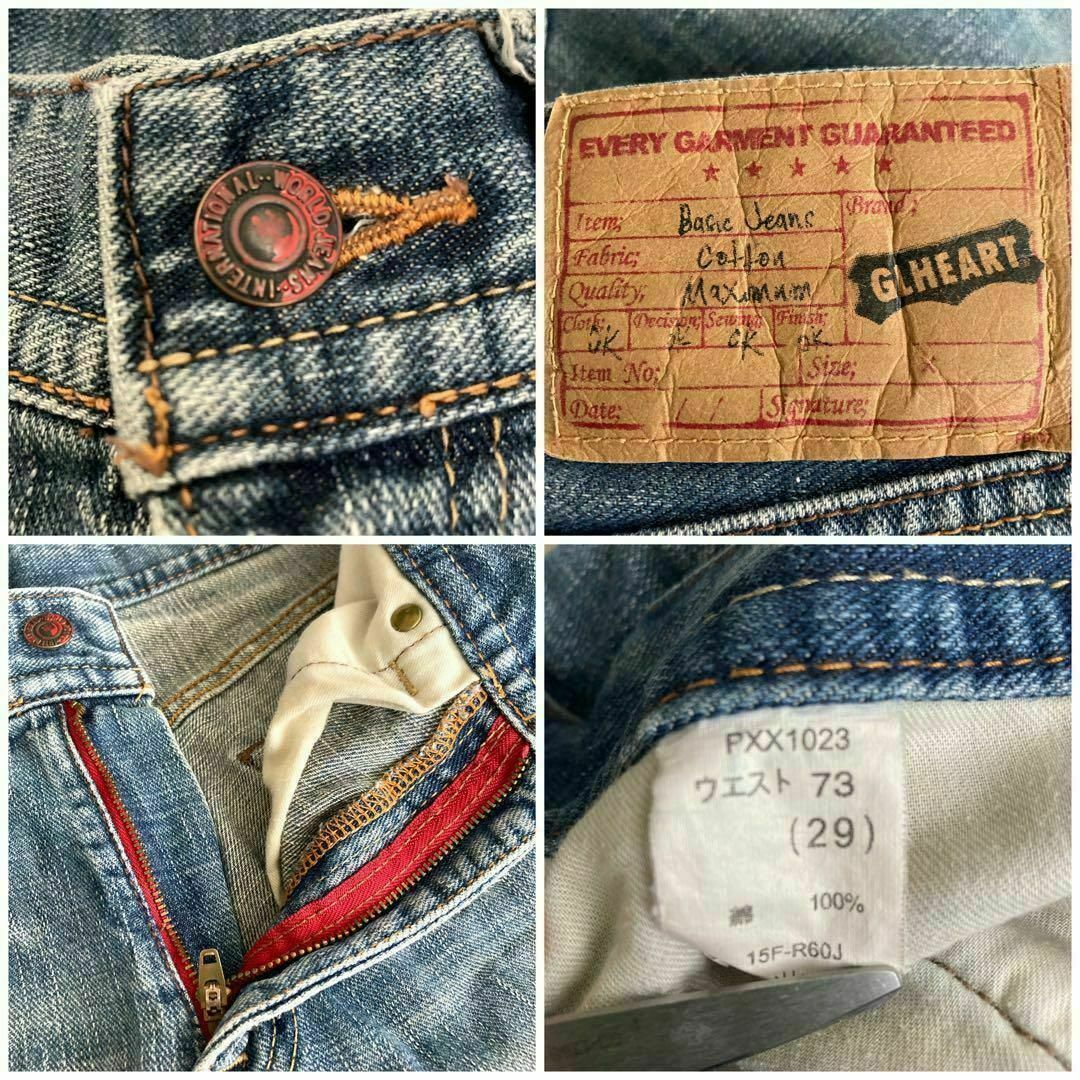 INTERNATIONAL·WORLD·JEANS·
EVERY GARMENT GUARANTEED
★ ★ ★ ★ ★
Item; Basic Jeans
Brand;
Fabric; Cotton
GLHEART
Quality; Maximum
Cloth; Decision; Sewing; Finish;
OK OK OK
Item No; Size; X
Date; / / Signature;
PXX1023
ウエスト 73
(29)
綿 100%
15F-R60J